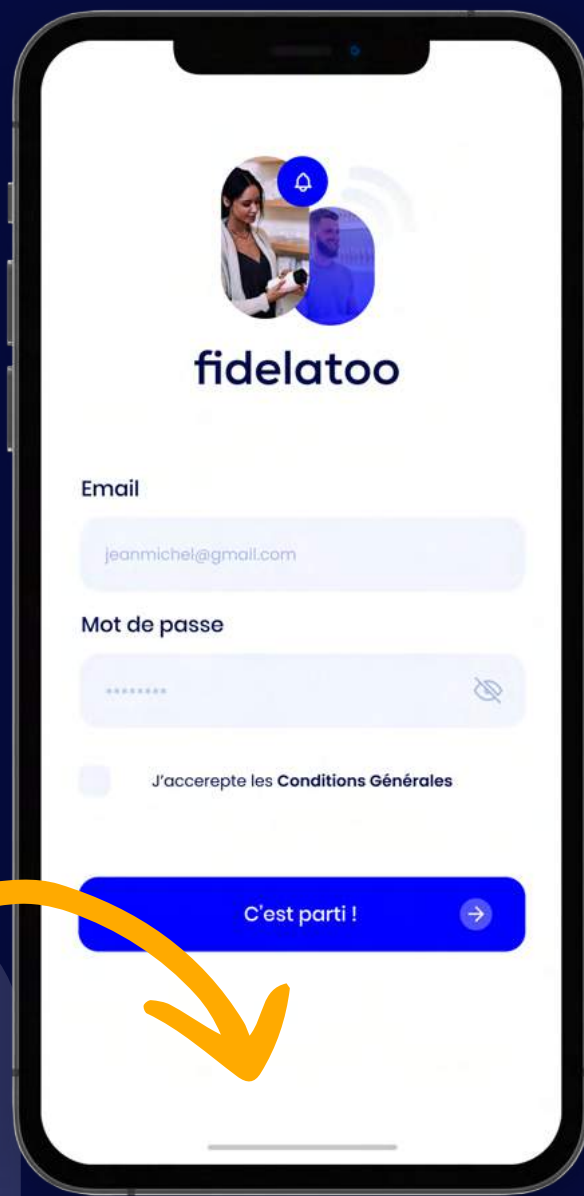 fidelatoo
Email
jeanmichel@gmail.com
Mot de passe
J'accerepte les Conditions Générales
C'est parti !